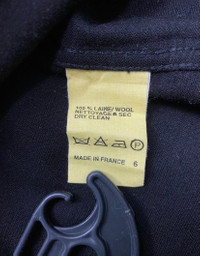 100% LAINE/WOOL
NETTOYAGE A SEC
DRY CLEAN
P
MADE IN FRANCE 6